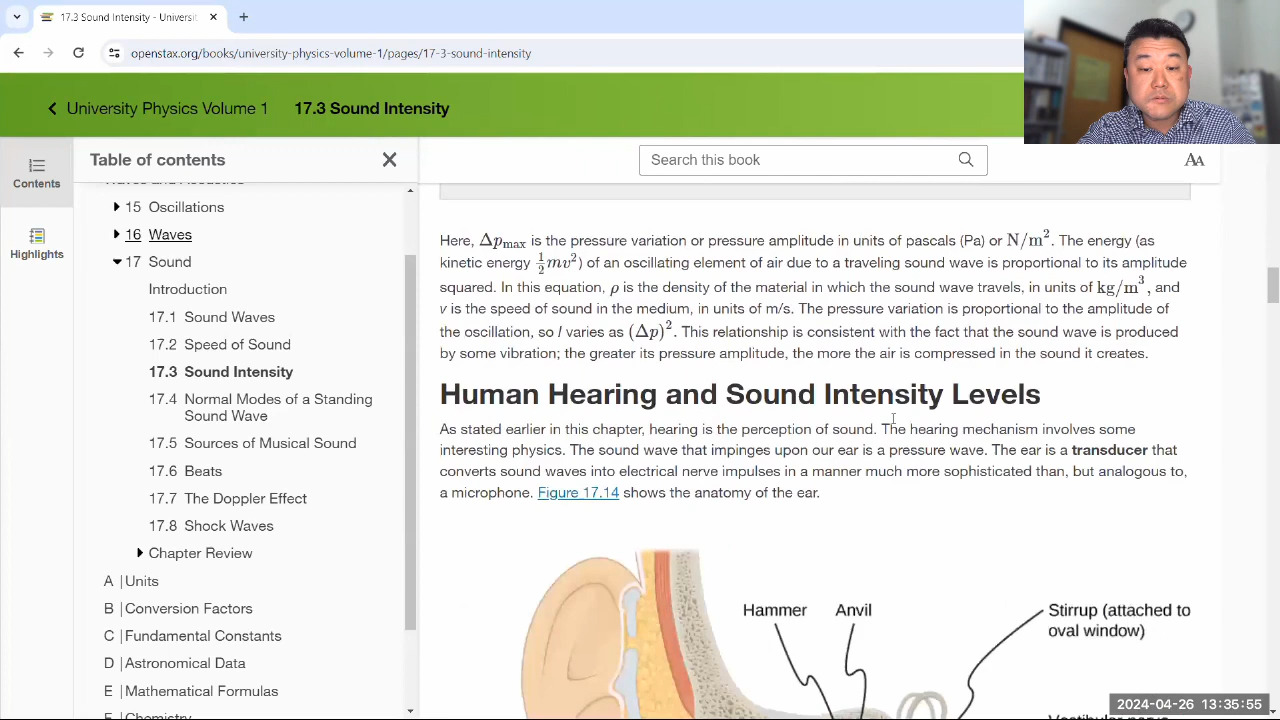 17.3 Sound Intensity - Universit
openstax.org/books/university-physics-volume-1/pages/17-3-sound-intensity
University Physics Volume 1 17.3 Sound Intensity
Contents
Highlights
Table of contents
15 Oscillations
16 Waves
17 Sound
Introduction
17.1 Sound Waves
17.2 Speed of Sound
17.3 Sound Intensity
17.4 Normal Modes of a Standing
Sound Wave
17.5 Sources of Musical Sound
17.6 Beats
17.7 The Doppler Effect
17.8 Shock Waves
Chapter Review
A | Units
B | Conversion Factors
C | Fundamental Constants
D | Astronomical Data
E | Mathematical Formulas
Search this book
AA
Here, Δp_max is the pressure variation or pressure amplitude in units of pascals (Pa) or N/m². The energy (as
kinetic energy ½mv²) of an oscillating element of air due to a traveling sound wave is proportional to its amplitude
squared. In this equation, ρ is the density of the material in which the sound wave travels, in units of kg/m³, and
v is the speed of sound in the medium, in units of m/s. The pressure variation is proportional to the amplitude of
the oscillation, so I varies as (Δp)². This relationship is consistent with the fact that the sound wave is produced
by some vibration; the greater its pressure amplitude, the more the air is compressed in the sound it creates.
Human Hearing and Sound Intensity Levels
As stated earlier in this chapter, hearing is the perception of sound. The hearing mechanism involves some
interesting physics. The sound wave that impinges upon our ear is a pressure wave. The ear is a transducer that
converts sound waves into electrical nerve impulses in a manner much more sophisticated than, but analogous to,
a microphone. Figure 17.14 shows the anatomy of the ear.
Hammer
Anvil
Stirrup (attached to
oval window)
2024-04-26 13:35:55